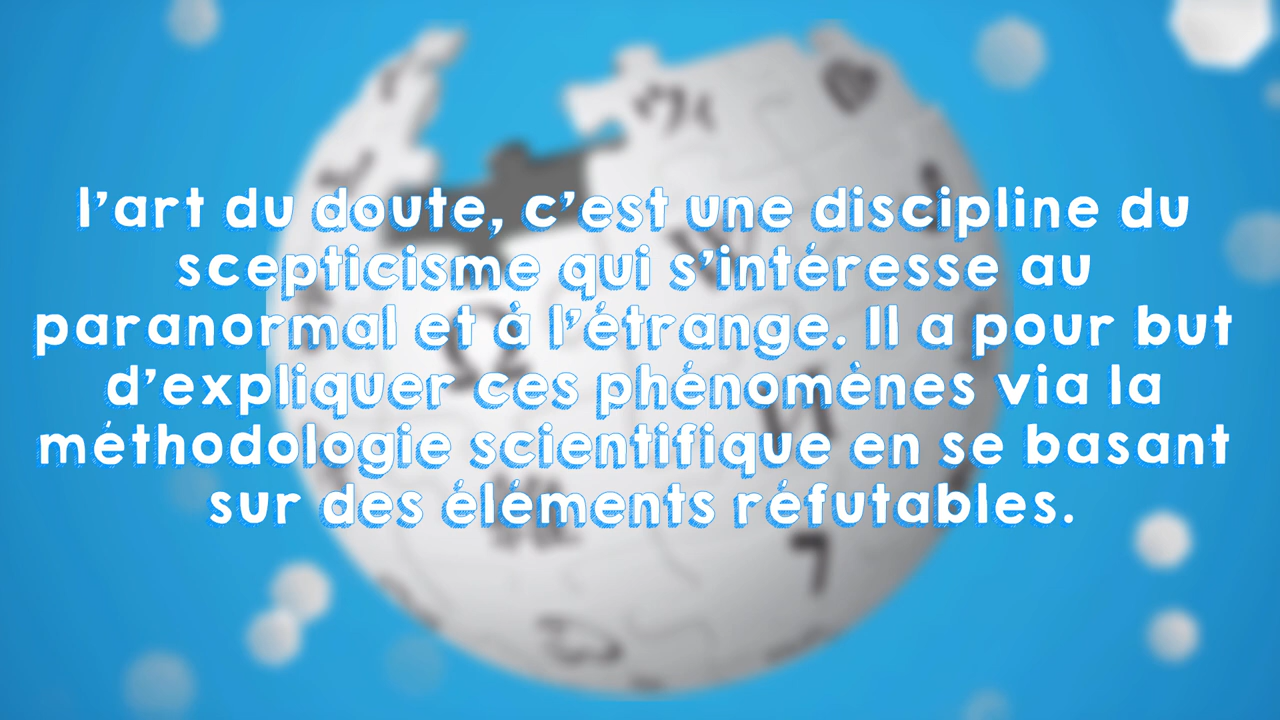 l'art du doute, c'est une discipline du
scepticisme qui s'intéresse au
paranormal et à l'étrange. Il a pour but
d'expliquer ces phénomènes via la
méthodologie scientifique en se basant
sur des éléments réfutables.